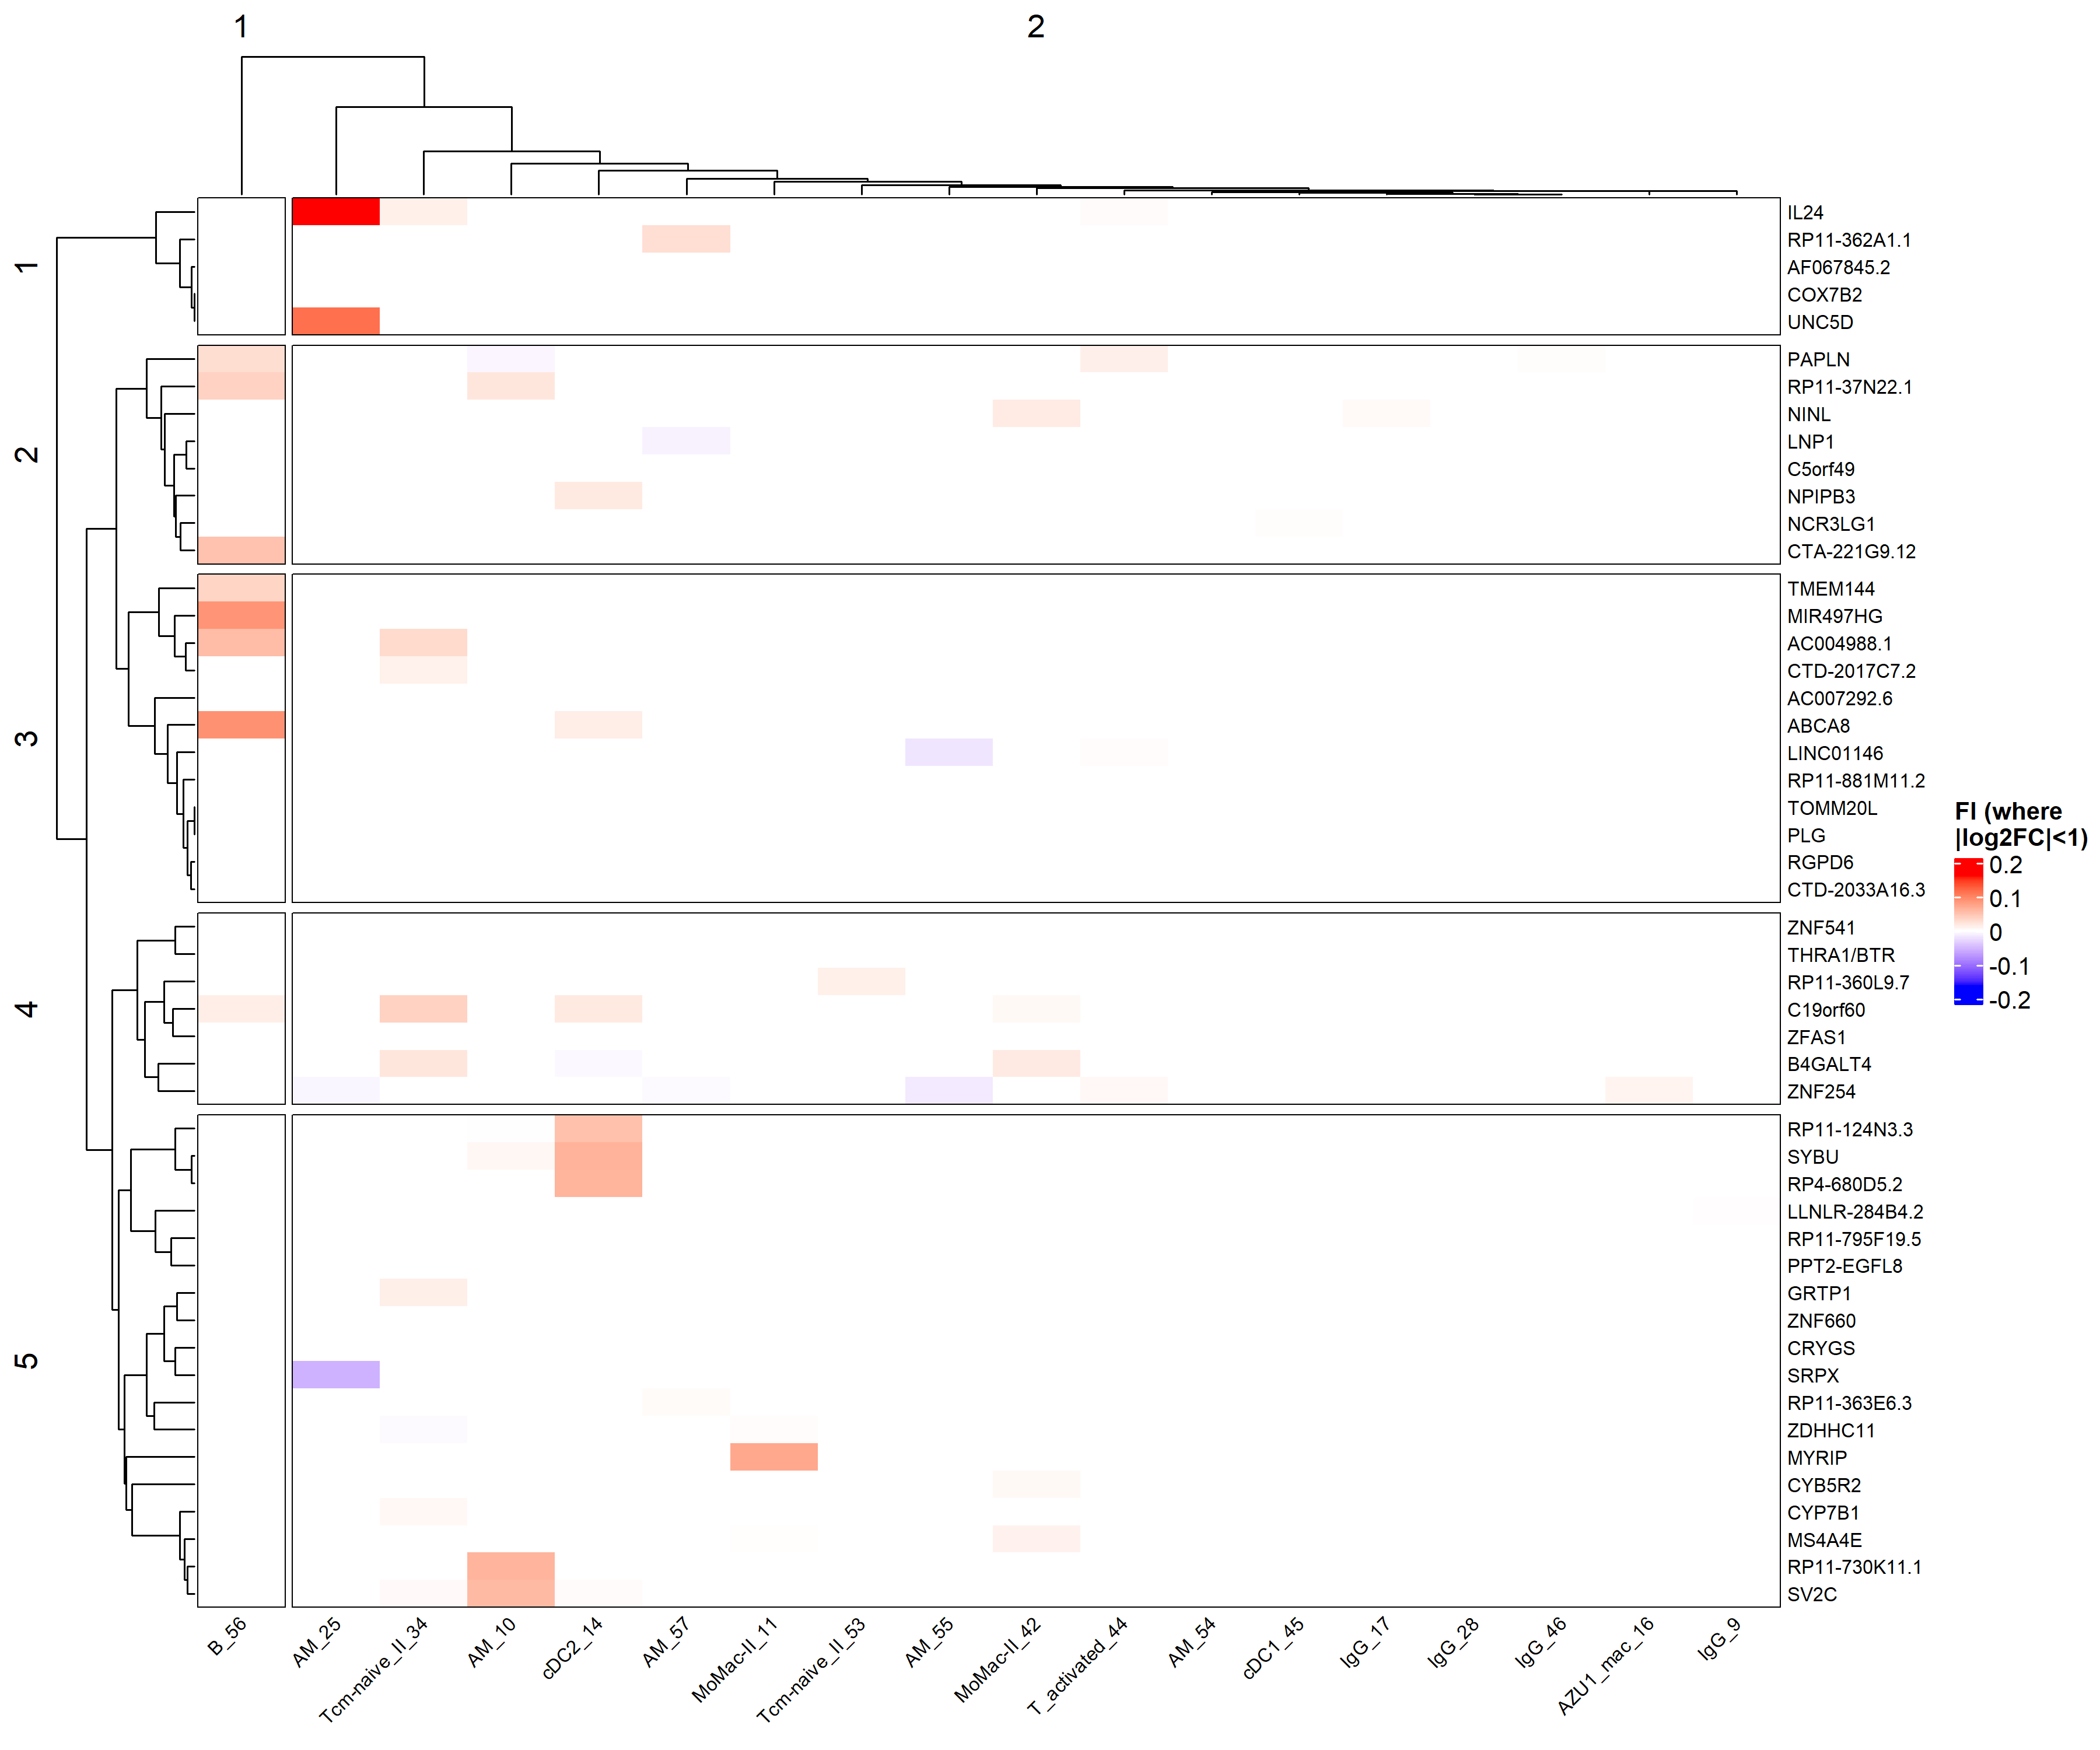 1
2
1
IL24
RP11-362A1.1
AF067845.2
COX7B2
UNC5D
2
PAPLN
RP11-37N22.1
NINL
LNP1
C5orf49
NPIPB3
NCR3LG1
CTA-221G9.12
3
TMEM144
MIR497HG
AC004988.1
CTD-2017C7.2
AC007292.6
ABCA8
LINC01146
RP11-881M11.2
TOMM20L
PLG
RGPD6
CTD-2033A16.3
4
ZNF541
THRA1/BTR
RP11-360L9.7
C19orf60
ZFAS1
B4GALT4
ZNF254
5
RP11-124N3.3
SYBU
RP4-680D5.2
LLNLR-284B4.2
RP11-795F19.5
PPT2-EGFL8
GRTP1
ZNF660
CRYGS
SRPX
RP11-363E6.3
ZDHHC11
MYRIP
CYB5R2
CYP7B1
MS4A4E
RP11-730K11.1
SV2C
FI (where
|log2FC|<1)
0.2
0.1
0
-0.1
-0.2
B_56
AM_25
Tcm-naive_II_34
AM_10
cDC2_14
AM_57
MoMac-II_11
Tcm-naive_II_53
AM_55
MoMac-II_42
T_activated_44
AM_54
cDC1_45
IgG_17
IgG_28
IgG_46
AZU1_mac_16
IgG_9